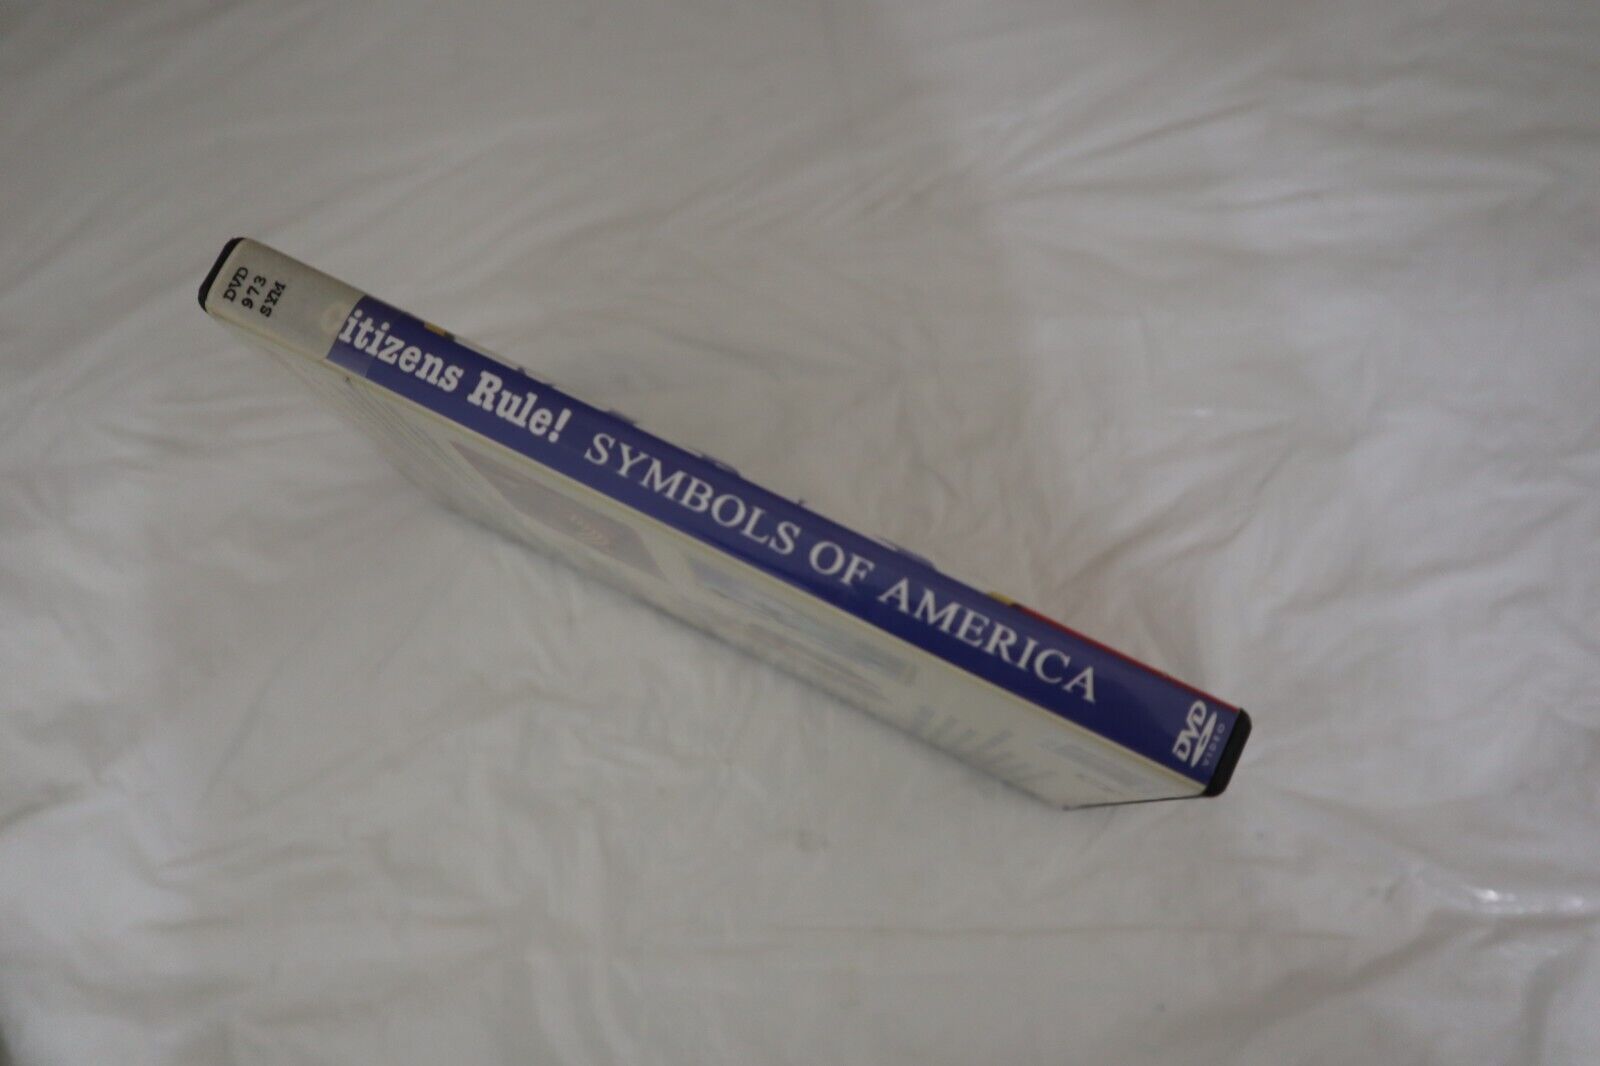 DVD
973
SYM
itizens Rule! SYMBOLS OF AMERICA
DVD
VIDEO